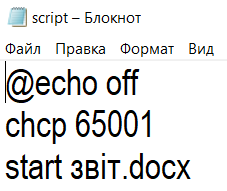 script – Блокнот
Файл Правка Формат Вид
@echo off
chcp 65001
start звіт.docx